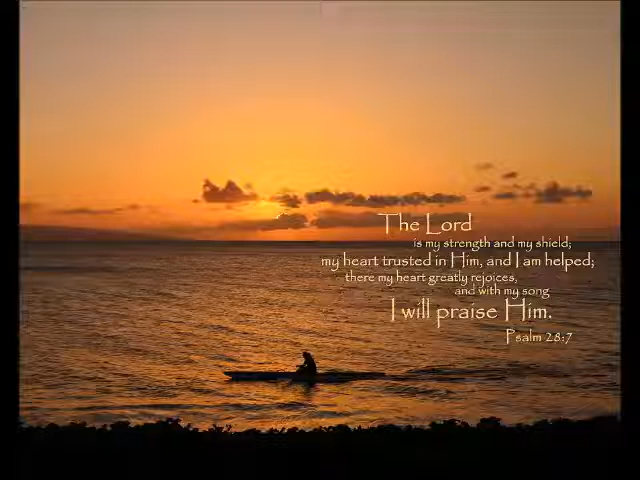 The Lord
is my strength and my shield;
my heart trusted in Him, and I am helped;
there my heart greatly rejoices,
and with my song
I will praise Him.
Psalm 28:7